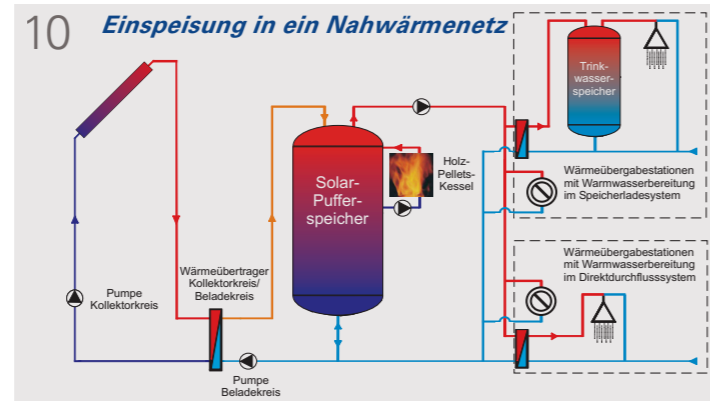 10
Einspeisung in ein Nahwärmenetz
Trink-
wasser-
speicher
Holz-
Pellets-
Kessel
Solar-
Puffer-
speicher
Wärmeübergabestationen
mit Warmwasserbereitung
im Speicherladesystem
Wärmeübertrager
Kollektorkreis/
Beladekreis
Pumpe
Kollektorkreis
Wärmeübergabestationen
mit Warmwasserbereitung
im Direktdurchflusssystem
Pumpe
Beladekreis